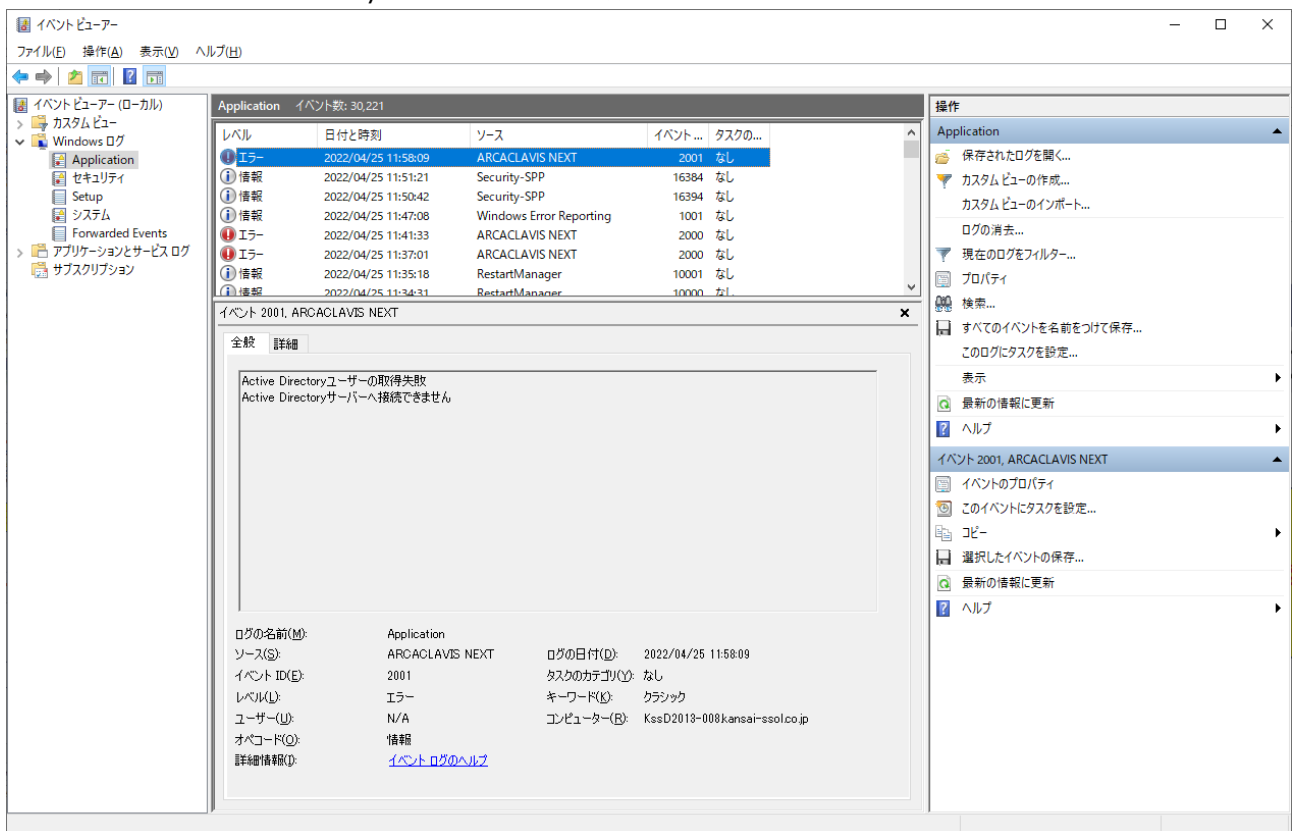 y
イベント ビューアー
ファイル(F) 操作(A) 表示(V) ヘルプ(H)
イベント ビューアー (ローカル)
カスタム ビュー
Windows ログ
Application
セキュリティ
Setup
システム
Forwarded Events
アプリケーションとサービス ログ
サブスクリプション
Application イベント数: 30,221
レベル 日付と時刻 ソース イベント ... タスクの...
エラー 2022/04/25 11:58:09 ARCACLAVIS NEXT 2001 なし
情報 2022/04/25 11:51:21 Security-SPP 16384 なし
情報 2022/04/25 11:50:42 Security-SPP 16394 なし
情報 2022/04/25 11:47:08 Windows Error Reporting 1001 なし
エラー 2022/04/25 11:41:33 ARCACLAVIS NEXT 2000 なし
エラー 2022/04/25 11:37:01 ARCACLAVIS NEXT 2000 なし
情報 2022/04/25 11:35:18 RestartManager 10001 なし
情報 2022/04/25 11:34:31 RestartManager 10000 なし
イベント 2001, ARCACLAVIS NEXT
全般 詳細
Active Directoryユーザーの取得失敗
Active Directoryサーバーへ接続できません
ログの名前(M): Application
ソース(S): ARCACLAVIS NEXT ログの日付(D): 2022/04/25 11:58:09
イベント ID(E): 2001 タスクのカテゴリ(Y): なし
レベル(L): エラー キーワード(K): クラシック
ユーザー(U): N/A コンピューター(R): KssD2013-008.kansai-ssol.co.jp
オペコード(O): 情報
詳細情報(I): イベント ログのヘルプ
操作
Application
保存されたログを開く...
カスタム ビューの作成...
カスタム ビューのインポート...
ログの消去...
現在のログをフィルター...
プロパティ
検索...
すべてのイベントを名前をつけて保存...
このログにタスクを設定...
表示
最新の情報に更新
ヘルプ
イベント 2001, ARCACLAVIS NEXT
イベントのプロパティ
このイベントにタスクを設定...
コピー
選択したイベントの保存...
最新の情報に更新
ヘルプ